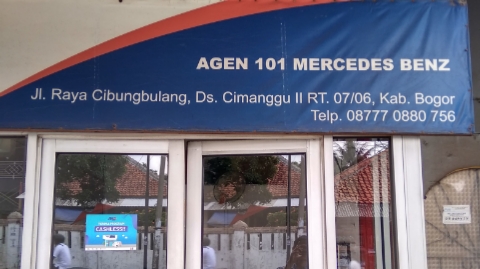 AGEN 101 MERCEDES BENZ
Jl. Raya Cibungbulang, Ds. Cimanggu II RT. 07/06, Kab. Bogor
Telp. 08777 0880 756
CASHLESS!